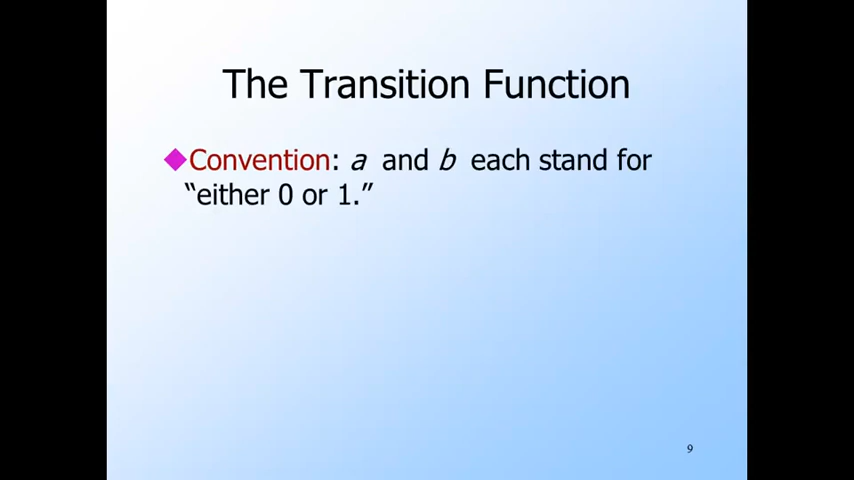 The Transition Function
Convention: a and b each stand for
“either 0 or 1.”
9